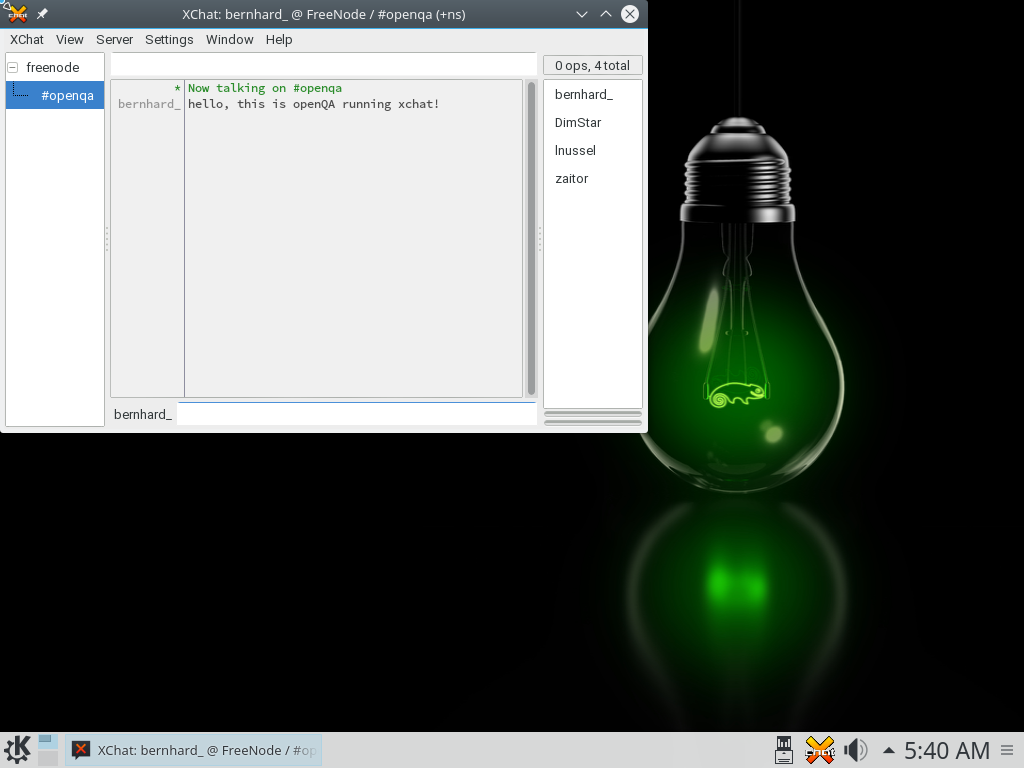 XChat: bernhard_ @ FreeNode / #openqa (+ns)
XChat View Server Settings Window Help
freenode
#openqa
0 ops, 4 total
* Now talking on #openqa
bernhard_ hello, this is openQA running xchat!
bernhard_
DimStar
lnussel
zaitor
bernhard_
XChat: bernhard_ @ FreeNode / #op
5:40 AM